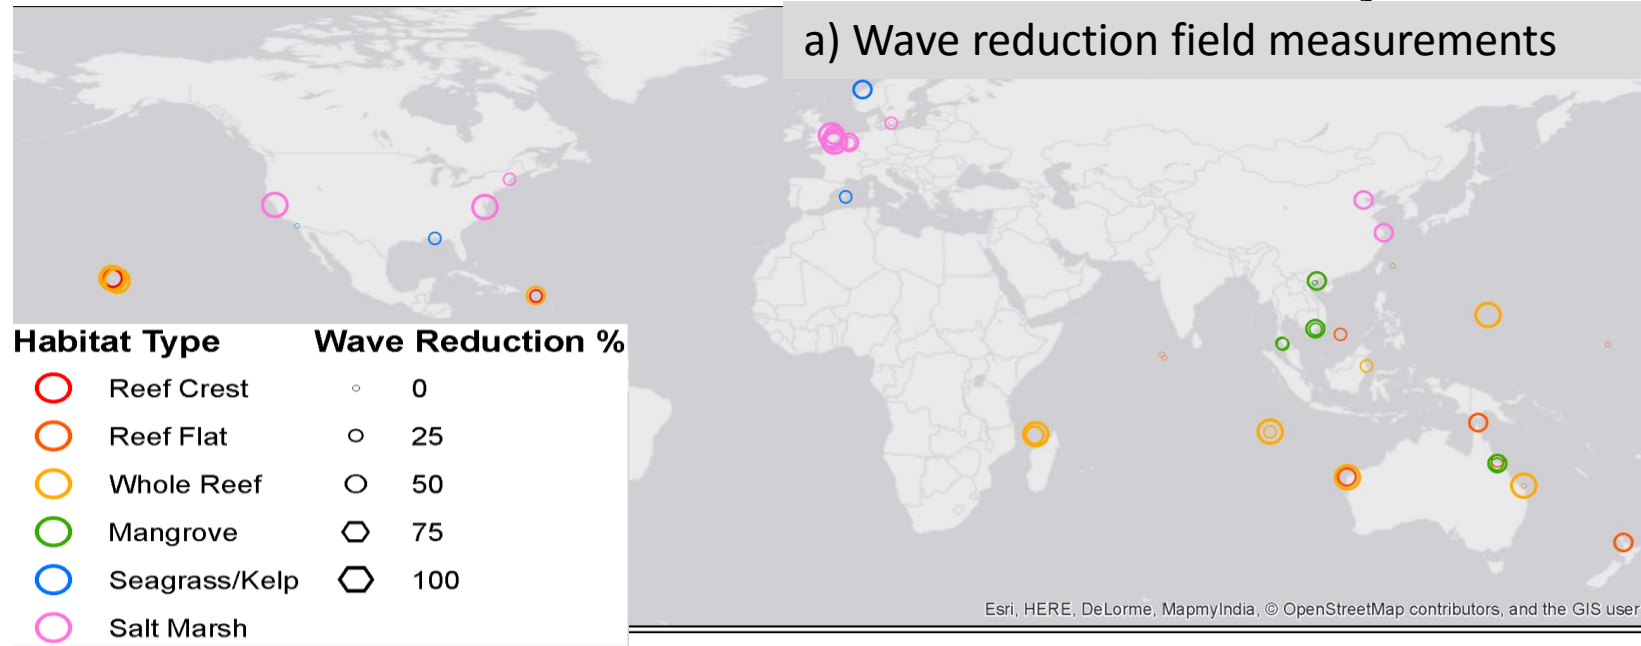 a) Wave reduction field measurements
Habitat Type
Wave Reduction %
Reef Crest
0
Reef Flat
25
Whole Reef
50
Mangrove
75
Seagrass/Kelp
100
Salt Marsh
Esri, HERE, DeLorme, MapmyIndia, © OpenStreetMap contributors, and the GIS user